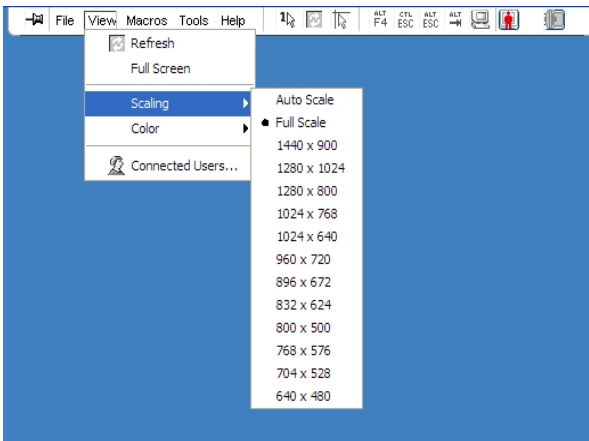 File View Macros Tools Help 1 ALT F4 CTL ESC ALT ESC ALT
Refresh
Full Screen
Scaling
Color
Connected Users...
Auto Scale
Full Scale
1440 x 900
1280 x 1024
1280 x 800
1024 x 768
1024 x 640
960 x 720
896 x 672
832 x 624
800 x 500
768 x 576
704 x 528
640 x 480